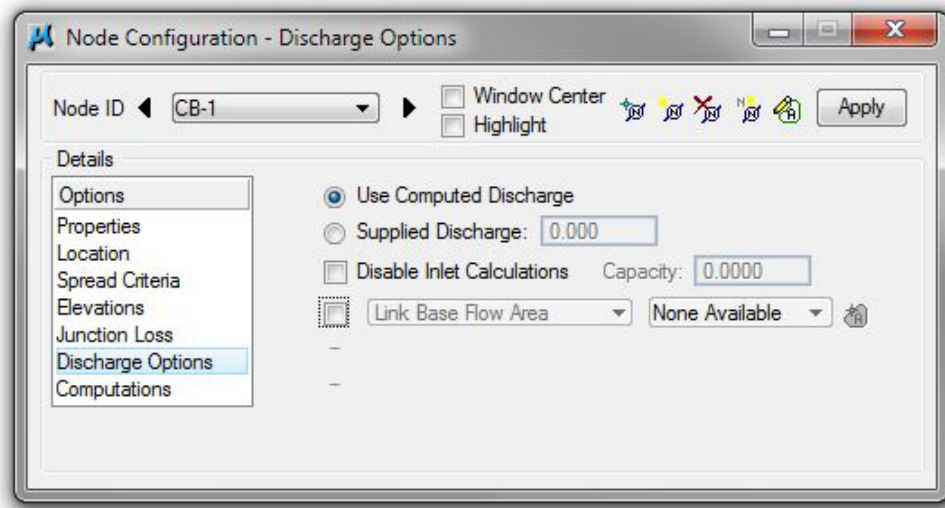 Node Configuration - Discharge Options
Node ID CB-1 Window Center Apply
Highlight
Details
Options
Properties
Location
Spread Criteria
Elevations
Junction Loss
Discharge Options
Computations
Use Computed Discharge
Supplied Discharge: 0.000
Disable Inlet Calculations Capacity: 0.0000
Link Base Flow Area None Available